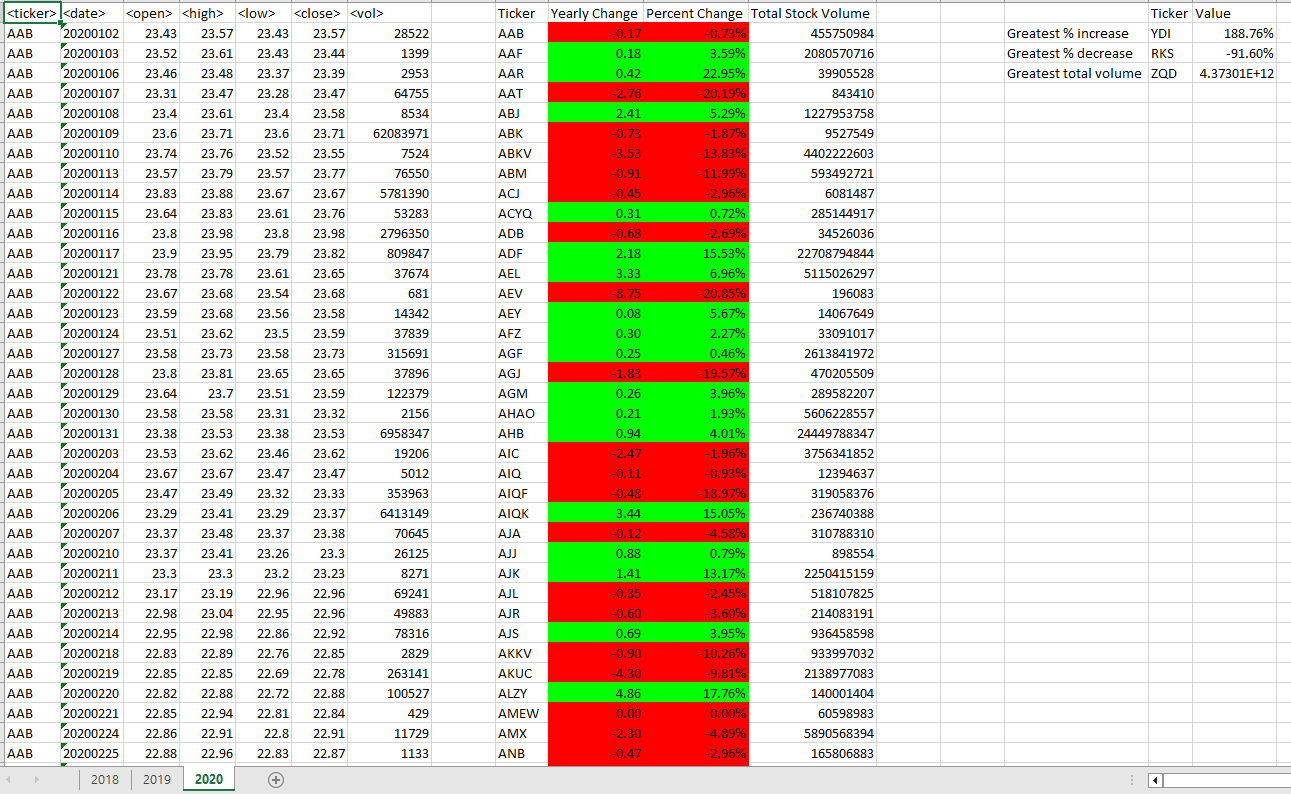 <ticker> <date> <open> <high> <low> <close> <vol> Ticker Yearly Change Percent Change Total Stock Volume Ticker Value
AAB 20200102 23.43 23.57 23.43 23.57 28522 AAB -0.17 -0.73% 455750984 Greatest % increase YDI 188.76%
AAB 20200103 23.52 23.61 23.43 23.44 1399 AAF 0.18 3.59% 2080570716 Greatest % decrease RKS -91.60%
AAB 20200106 23.46 23.48 23.37 23.39 2953 AAR 0.42 22.95% 39905528 Greatest total volume ZQD 4.37301E+12
AAB 20200107 23.31 23.47 23.28 23.47 64755 AAT -2.76 -20.19% 843410
AAB 20200108 23.4 23.61 23.4 23.58 8534 ABJ 2.41 5.29% 1227953758
AAB 20200109 23.6 23.71 23.6 23.71 62083971 ABK -0.73 -1.87% 9527549
AAB 20200110 23.74 23.76 23.52 23.55 7524 ABKV -3.53 -13.83% 4402222603
AAB 20200113 23.57 23.79 23.57 23.77 76550 ABM -0.91 -11.99% 593492721
AAB 20200114 23.83 23.88 23.67 23.67 5781390 ACJ -0.45 -2.96% 6081487
AAB 20200115 23.64 23.83 23.61 23.76 53283 ACYQ 0.31 0.72% 285144917
AAB 20200116 23.8 23.98 23.8 23.98 2796350 ADB -0.68 -2.69% 34526036
AAB 20200117 23.9 23.95 23.79 23.82 809847 ADF 2.18 15.53% 22708794844
AAB 20200121 23.78 23.78 23.61 23.65 37674 AEL 3.33 6.96% 5115026297
AAB 20200122 23.67 23.68 23.54 23.68 681 AEV -8.75 -20.85% 196083
AAB 20200123 23.59 23.68 23.56 23.58 14342 AEY 0.08 5.67% 14067649
AAB 20200124 23.51 23.62 23.5 23.59 37839 AFZ 0.30 2.27% 33091017
AAB 20200127 23.58 23.73 23.58 23.73 315691 AGF 0.25 0.46% 2613841972
AAB 20200128 23.8 23.81 23.65 23.65 37896 AGJ -1.83 -19.57% 470205509
AAB 20200129 23.64 23.7 23.51 23.59 122379 AGM 0.26 3.96% 289582207
AAB 20200130 23.58 23.58 23.31 23.32 2156 AHAO 0.21 1.93% 5606228557
AAB 20200131 23.38 23.53 23.38 23.53 6958347 AHB 0.94 4.01% 24449788347
AAB 20200203 23.53 23.62 23.46 23.62 19206 AIC -2.47 -1.96% 3756341852
AAB 20200204 23.67 23.67 23.47 23.47 5012 AIQ -0.11 -0.93% 12394637
AAB 20200205 23.47 23.49 23.32 23.33 353963 AIQF -0.48 -18.97% 319058376
AAB 20200206 23.29 23.41 23.29 23.37 6413149 AIQK 3.44 15.05% 236740388
AAB 20200207 23.37 23.48 23.37 23.38 70645 AJA -0.12 -4.58% 310788310
AAB 20200210 23.37 23.41 23.26 23.3 26125 AJJ 0.88 0.79% 898554
AAB 20200211 23.3 23.3 23.2 23.23 8271 AJK 1.41 13.17% 2250415159
AAB 20200212 23.17 23.19 22.96 22.96 69241 AJL -0.35 -2.45% 518107825
AAB 20200213 22.98 23.04 22.95 22.96 49883 AJR -0.60 -3.60% 214083191
AAB 20200214 22.95 22.98 22.86 22.92 78316 AJS 0.69 3.95% 936458598
AAB 20200218 22.83 22.89 22.76 22.85 2829 AKKV -0.90 -10.26% 933997032
AAB 20200219 22.85 22.85 22.69 22.78 263141 AKUC -4.30 -9.81% 2138977083
AAB 20200220 22.82 22.88 22.72 22.88 100527 ALZY 4.86 17.76% 140001404
AAB 20200221 22.85 22.94 22.81 22.84 429 AMEW 0.00 0.00% 60598983
AAB 20200224 22.86 22.91 22.8 22.91 11729 AMX -2.30 -4.89% 5890568394
AAB 20200225 22.88 22.96 22.83 22.87 1133 ANB -0.47 -2.96% 165806883
2018 2019 2020